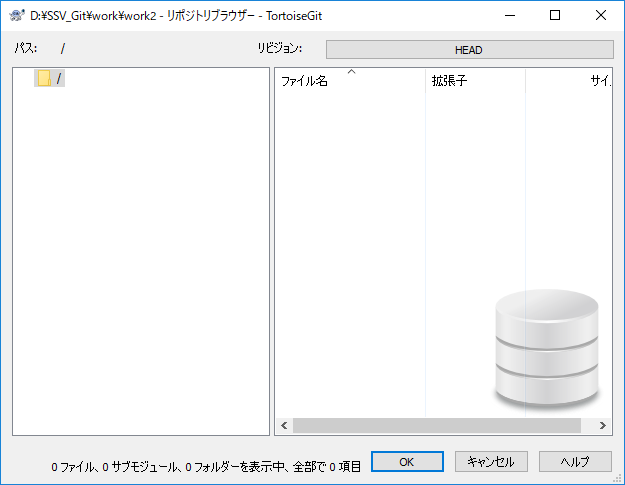 D:¥SSV_Git¥work¥work2 - リポジトリブラウザー - TortoiseGit
パス: / リビジョン: HEAD
/
ファイル名 拡張子 サイ
0 ファイル、0 サブモジュール、0 フォルダーを表示中、全部で 0 項目 OK キャンセル ヘルプ